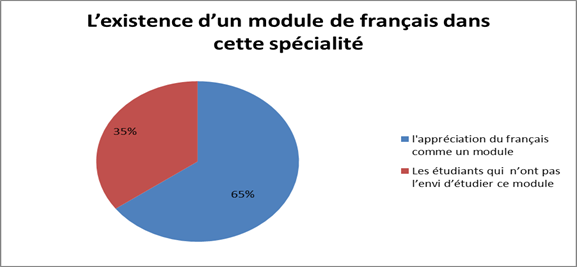 L’existence d’un module de français dans
cette spécialité
35%
65%
l'appréciation du français
comme un module
Les étudiants qui n’ont pas
l’envi d’étudier ce module